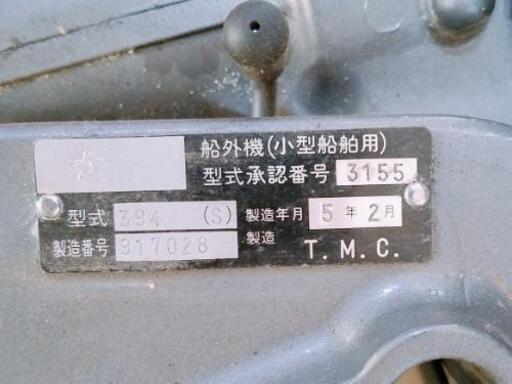 船外機(小型船舶用)
型式承認番号 3155
型式 394 (S) 製造年月 5年2月
製造番号 917028 製造 T.M.C.